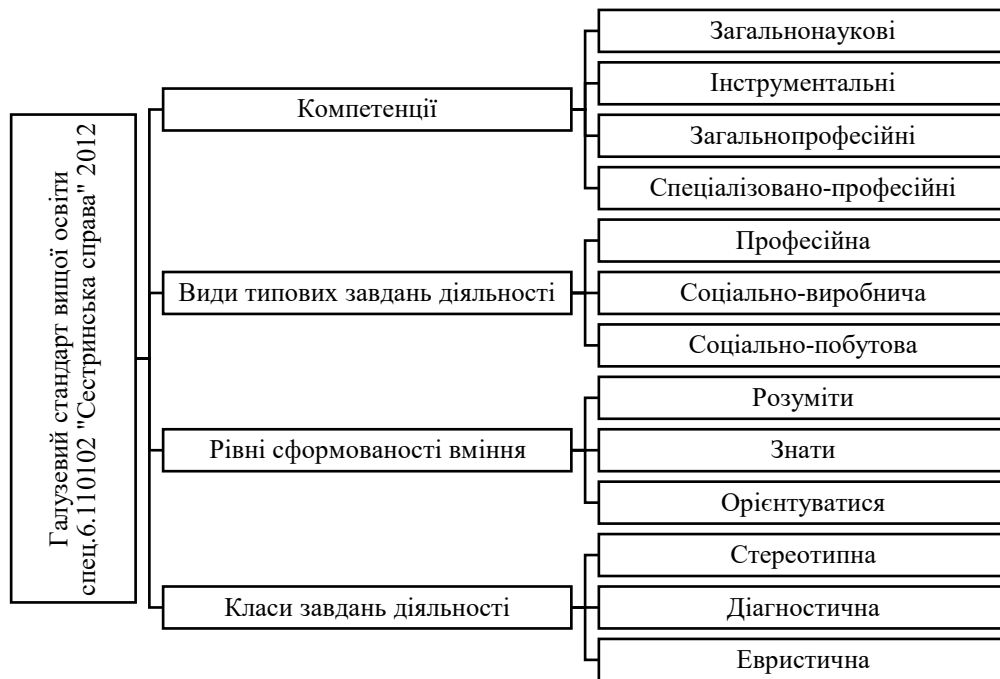 Галузевий стандарт вищої освіти
спец.6.110102 "Сестринська справа" 2012
Компетенції
Загальнонаукові
Інструментальні
Загальнопрофесійні
Спеціалізовано-професійні
Види типових завдань діяльності
Професійна
Соціально-виробнича
Соціально-побутова
Рівні сформованості вміння
Розуміти
Знати
Орієнтуватися
Класи завдань діяльності
Стереотипна
Діагностична
Евристична